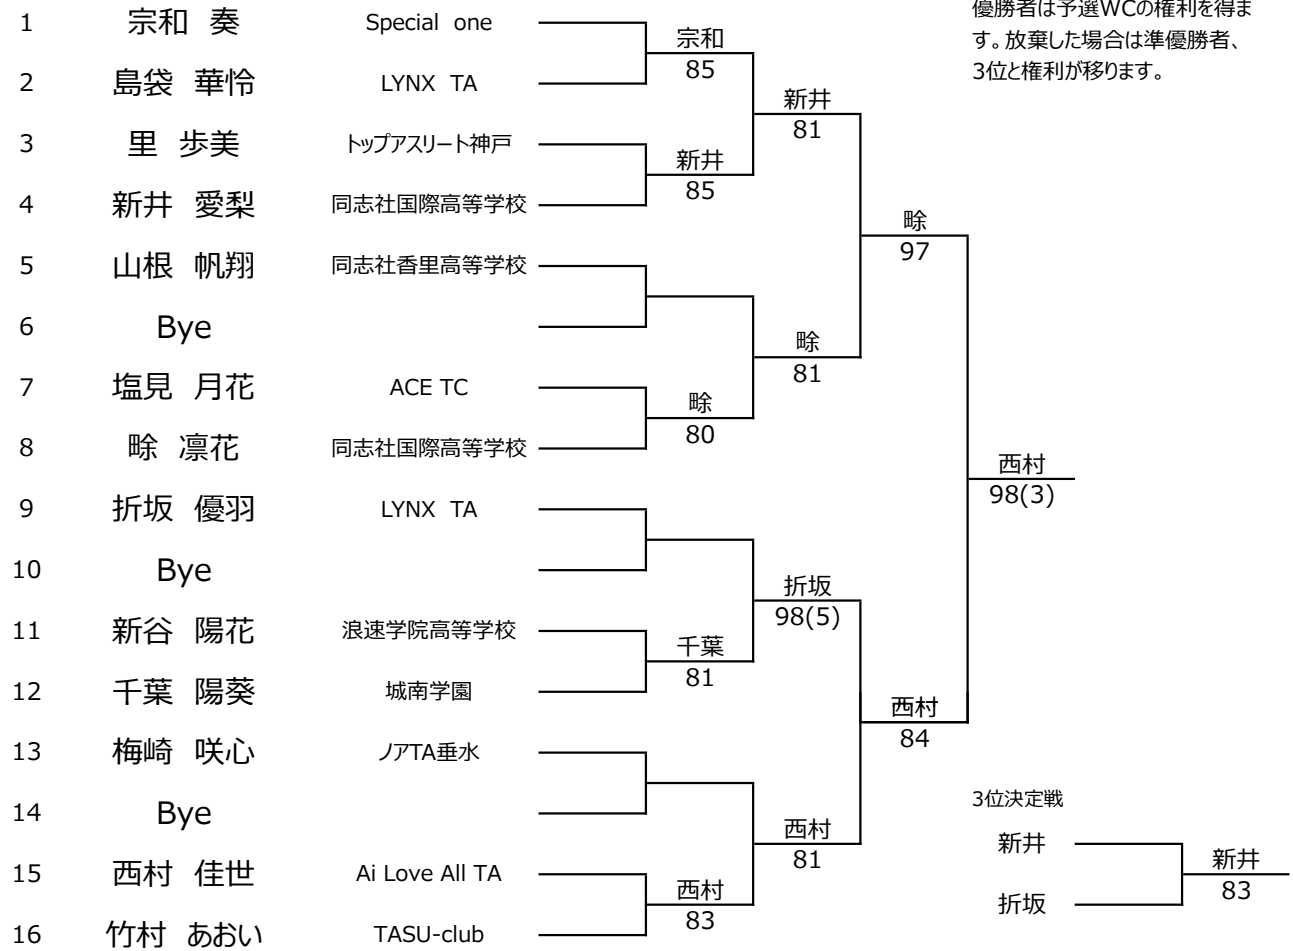 優勝者は予選WCの権利を得ま
す。放棄した場合は準優勝者、
3位と権利が移ります。
1 宗和 奏 Special one
2 島袋 華怜 LYNX TA
3 里 歩美 トップアスリート神戸
4 新井 愛梨 同志社国際高等学校
5 山根 帆翔 同志社香里高等学校
6 Bye
7 塩見 月花 ACE TC
8 畭 凛花 同志社国際高等学校
9 折坂 優羽 LYNX TA
10 Bye
11 新谷 陽花 浪速学院高等学校
12 千葉 陽葵 城南学園
13 梅崎 咲心 ノアTA垂水
14 Bye
15 西村 佳世 Ai Love All TA
16 竹村 あおい TASU-club
宗和
85
新井
85
畭
80
千葉
81
西村
83
新井
81
畭
81
折坂
98(5)
西村
81
畭
97
西村
84
西村
98(3)
3位決定戦
新井
折坂
新井
83